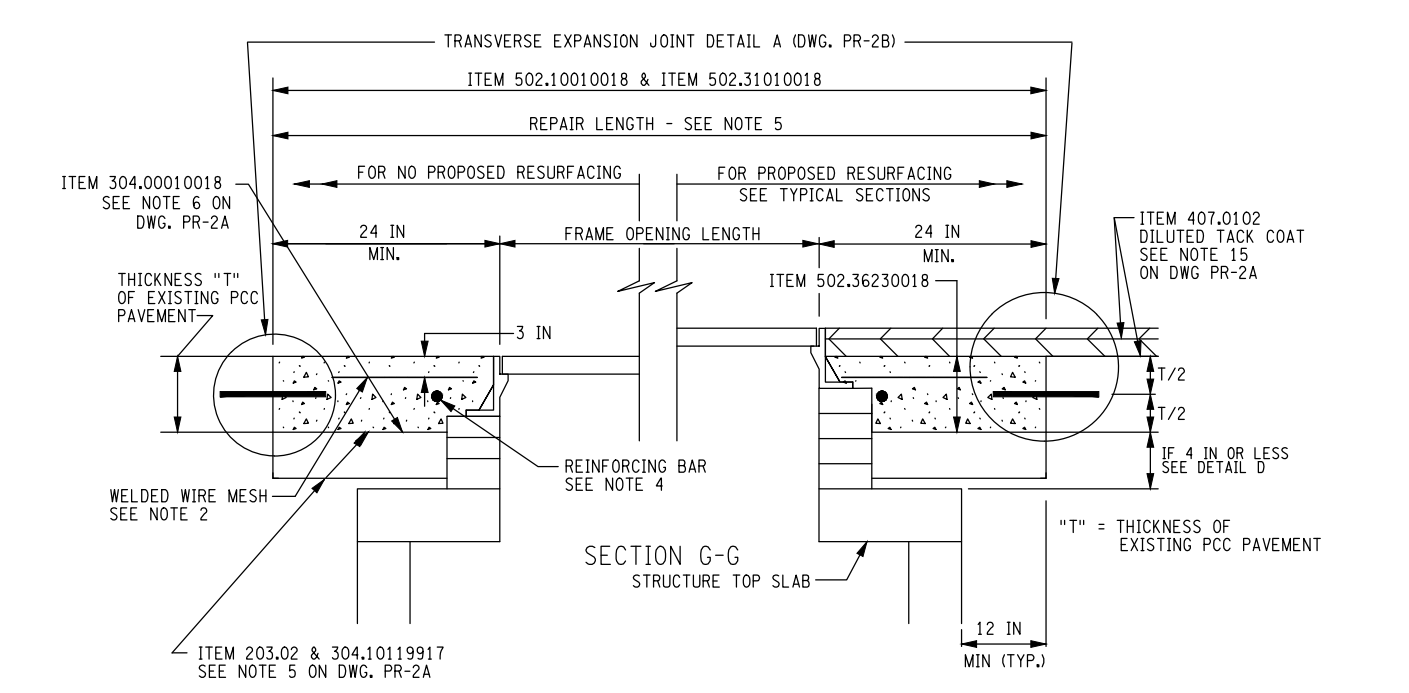 TRANSVERSE EXPANSION JOINT DETAIL A (DWG. PR-2B)
ITEM 502.10010018 & ITEM 502.31010018
REPAIR LENGTH - SEE NOTE 5
FOR NO PROPOSED RESURFACING
FOR PROPOSED RESURFACING
SEE TYPICAL SECTIONS
ITEM 304.00010018
SEE NOTE 6 ON
DWG. PR-2A
24 IN
MIN.
FRAME OPENING LENGTH
24 IN
MIN.
ITEM 407.0102
DILUTED TACK COAT
SEE NOTE 15
ON DWG PR-2A
THICKNESS "T"
OF EXISTING PCC
PAVEMENT
ITEM 502.36230018
3 IN
T/2
T/2
IF 4 IN OR LESS
SEE DETAIL D
REINFORCING BAR
SEE NOTE 4
WELDED WIRE MESH
SEE NOTE 2
"T" = THICKNESS OF
EXISTING PCC PAVEMENT
SECTION G-G
STRUCTURE TOP SLAB
12 IN
MIN (TYP.)
ITEM 203.02 & 304.10119917
SEE NOTE 5 ON DWG. PR-2A